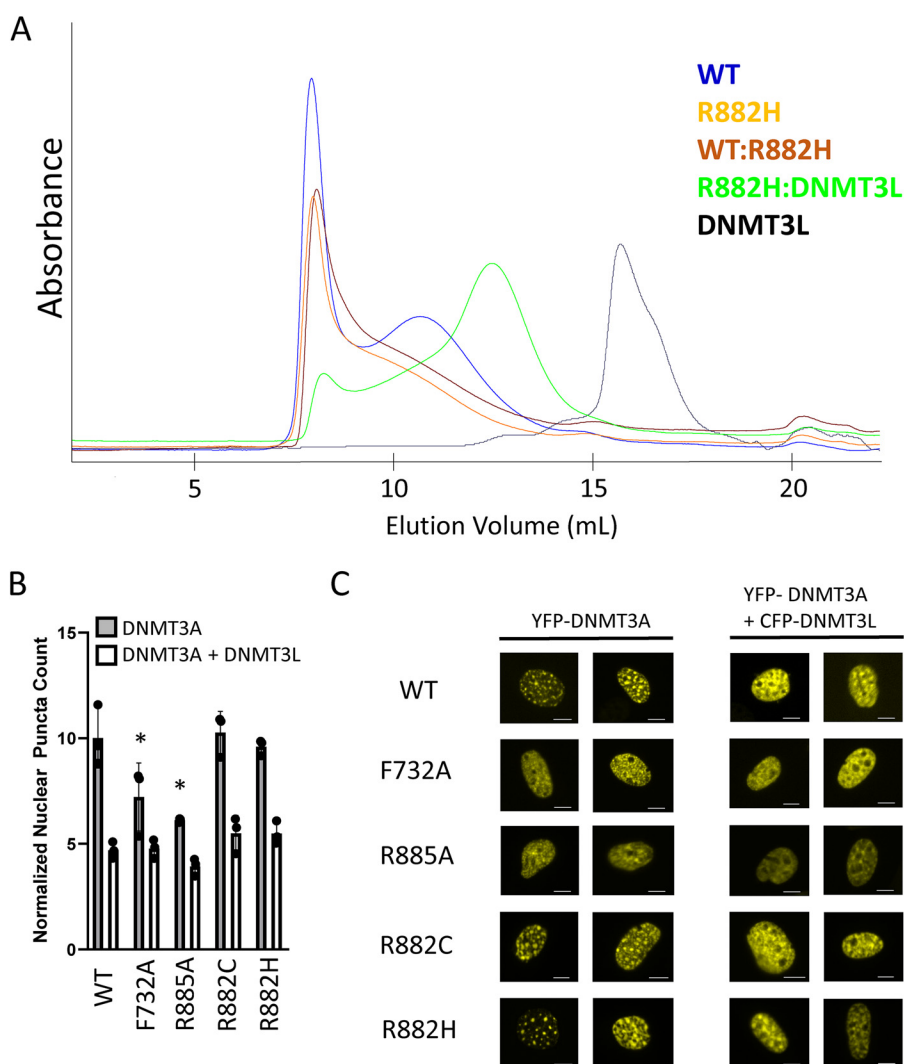 A
Absorbance
WT
R882H
WT:R882H
R882H:DNMT3L
DNMT3L
5
10
15
20
Elution Volume (mL)
B
Normalized Nuclear Puncta Count
15
10
5
0
DNMT3A
DNMT3A + DNMT3L
*
*
WT
F732A
R885A
R882C
R882H
C
YFP-DNMT3A
YFP- DNMT3A
+ CFP-DNMT3L
WT
F732A
R885A
R882C
R882H